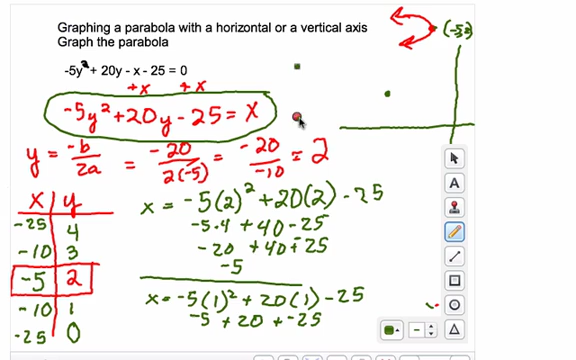 Graphing a parabola with a horizontal or a vertical axis
Graph the parabola
-5y² + 20y - x - 25 = 0
+x +x
-5y² + 20y - 25 = x
y = -b/2a = -20/2(-5) = -20/-10 = 2
x y
-25 4
-10 3
-5 2
-10 1
-25 0
x = -5(2)² + 20(2) - 25
-5·4 + 40 - 25
-20 + 40 + -25
-5
x = -5(1)² + 20(1) - 25
-5 + 20 + -25
(-5,2)
A